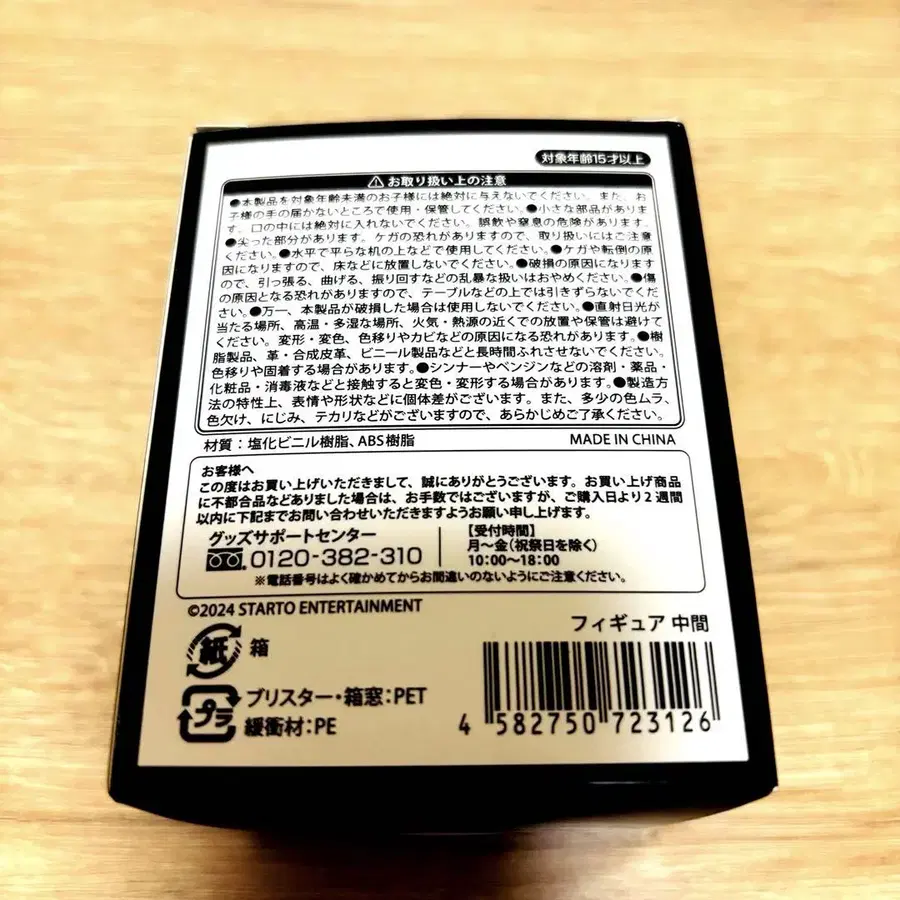 対象年齢15才以上
⚠お取り扱い上の注意
●本製品を対象年齢未満のお子様には絶対に与えないでください。また、お
子様の手の届かないところで使用・保管してください。●小さな部品がありま
す。口の中には絶対に入れないでください。誤飲や窒息の危険があります。
●尖った部分があります。ケガの恐れがありますので、取り扱いにはご注意
ください。●水平で平らな机の上などで使用してください。●ケガや転倒の原
因になりますので、床などに放置しないでください。●破損の原因になります
ので、引っ張る、曲げる、振り回すなどの乱暴な扱いはおやめください。●傷
の原因となる恐れがありますので、テーブルなどの上では引きずらないでくだ
さい。●万一、本製品が破損した場合は使用しないでください。●直射日光が
当たる場所、高温・多湿な場所、火気・熱源の近くでの放置や保管は避けて
ください。変形・変色、色移りやカビなどの原因になる恐れがあります。●樹
脂製品、革・合成皮革、ビニール製品などと長時間ふれさせないでください。
色移りや固着する場合があります。●シンナーやベンジンなどの溶剤・薬品・
化粧品・消毒液などと接触すると変色・変形する場合があります。●製造方
法の特性上、表情や形状などに個体差がございます。また、多少の色ムラ、
色欠け、にじみ、テカリなどがございますので、あらかじめご了承ください。
材質：塩化ビニル樹脂、ABS樹脂 MADE IN CHINA
お客様へ
この度はお買い上げいただきまして、誠にありがとうございます。お買い上げ商品
に不都合品などありました場合は、お手数ではございますが、ご購入日より2週間
以内に下記までお問い合わせいただきますようお願い申し上げます。
グッズサポートセンター
0120-382-310
【受付時間】
月〜金(祝祭日を除く)
10:00〜18:00
※電話番号はよく確かめてからお間違いのないようにご注意ください。
©2024 STARTO ENTERTAINMENT
フィギュア 中間
紙 箱
プラ ブリスター・箱窓:PET
緩衝材:PE
4 582750 723126